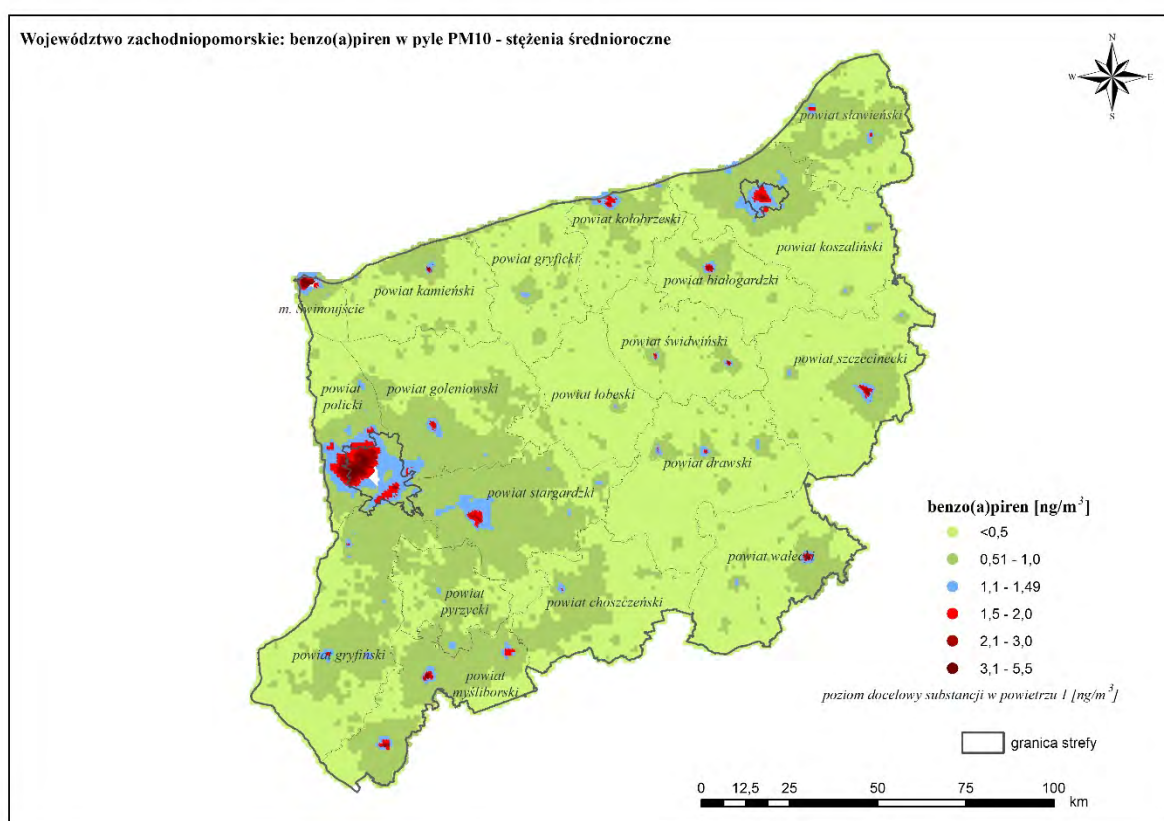 Województwo zachodniopomorskie: benzo(a)piren w pyle PM10 - stężenia średnioroczne
N
W
E
S
powiat sławieński
powiat kołobrzeski
powiat koszaliński
powiat gryficki
powiat białogardzki
powiat kamieński
m. Świnoujście
powiat świdwiński
powiat szczecinecki
powiat goleniowski
powiat
policki
powiat łobeski
powiat drawski
powiat stargardzki
powiat wałecki
powiat choszczeński
powiat
pyrzycki
powiat gryfiński
powiat
myśliborski
benzo(a)piren [ng/m³]
<0,5
0,51 - 1,0
1,1 - 1,49
1,5 - 2,0
2,1 - 3,0
3,1 - 5,5
poziom docelowy substancji w powietrzu 1 [ng/m³]
granica strefy
0 12,5 25 50 75 100
km